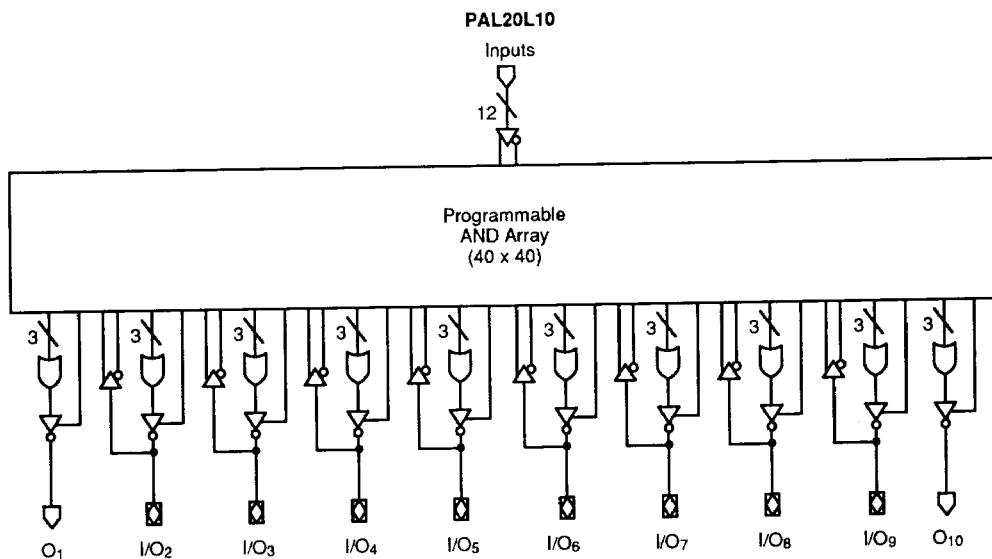 PAL20L10
Inputs
12
Programmable
AND Array
(40 x 40)
3 3 3 3 3 3 3 3 3 3
O1 I/O2 I/O3 I/O4 I/O5 I/O6 I/O7 I/O8 I/O9 O10